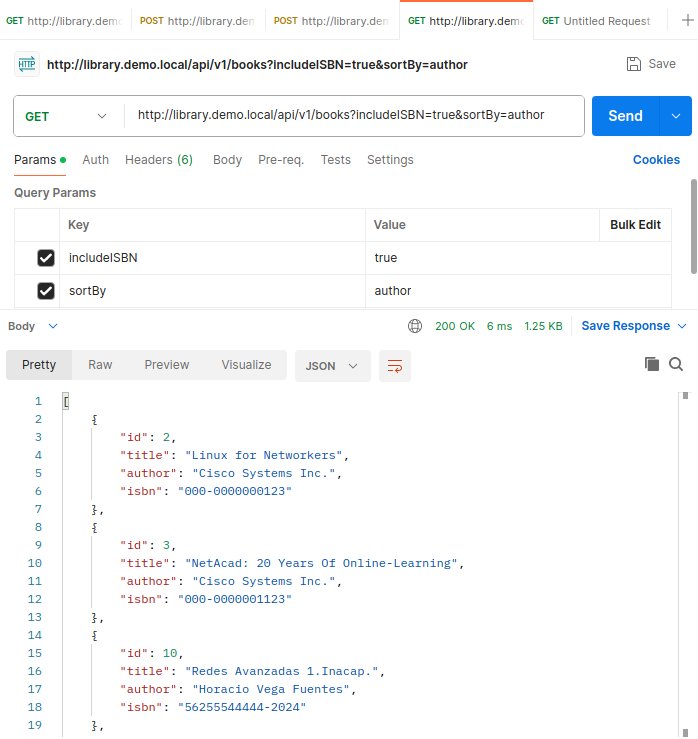 GET http://library.demo POST http://library.demo POST http://library.demo GET http://library.demo GET Untitled Request +
HTTP http://library.demo.local/api/v1/books?includeISBN=true&sortBy=author Save
GET http://library.demo.local/api/v1/books?includeISBN=true&sortBy=author Send
Params Auth Headers (6) Body Pre-req. Tests Settings Cookies
Query Params
Key Value Bulk Edit
includeISBN true
sortBy author
Body 200 OK 6 ms 1.25 KB Save Response
Pretty Raw Preview Visualize JSON
1 [
2 {
3 "id": 2,
4 "title": "Linux for Networkers",
5 "author": "Cisco Systems Inc.",
6 "isbn": "000-0000000123"
7 },
8 {
9 "id": 3,
10 "title": "NetAcad: 20 Years Of Online-Learning",
11 "author": "Cisco Systems Inc.",
12 "isbn": "000-0000001123"
13 },
14 {
15 "id": 10,
16 "title": "Redes Avanzadas 1.Inacap.",
17 "author": "Horacio Vega Fuentes",
18 "isbn": "56255544444-2024"
19 },